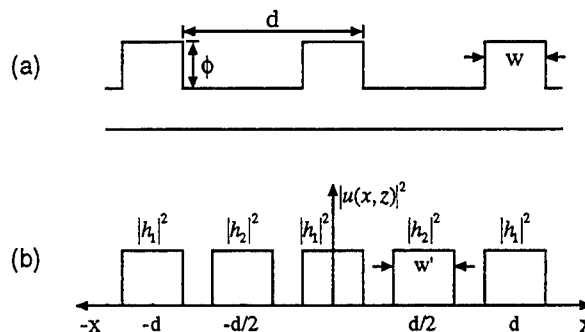 d
(a)
ϕ
w
|u(x,z)|²
|h₁|² |h₂|² |h₁|² |h₂|² |h₁|²
(b)
w'
-x -d -d/2 d/2 d x